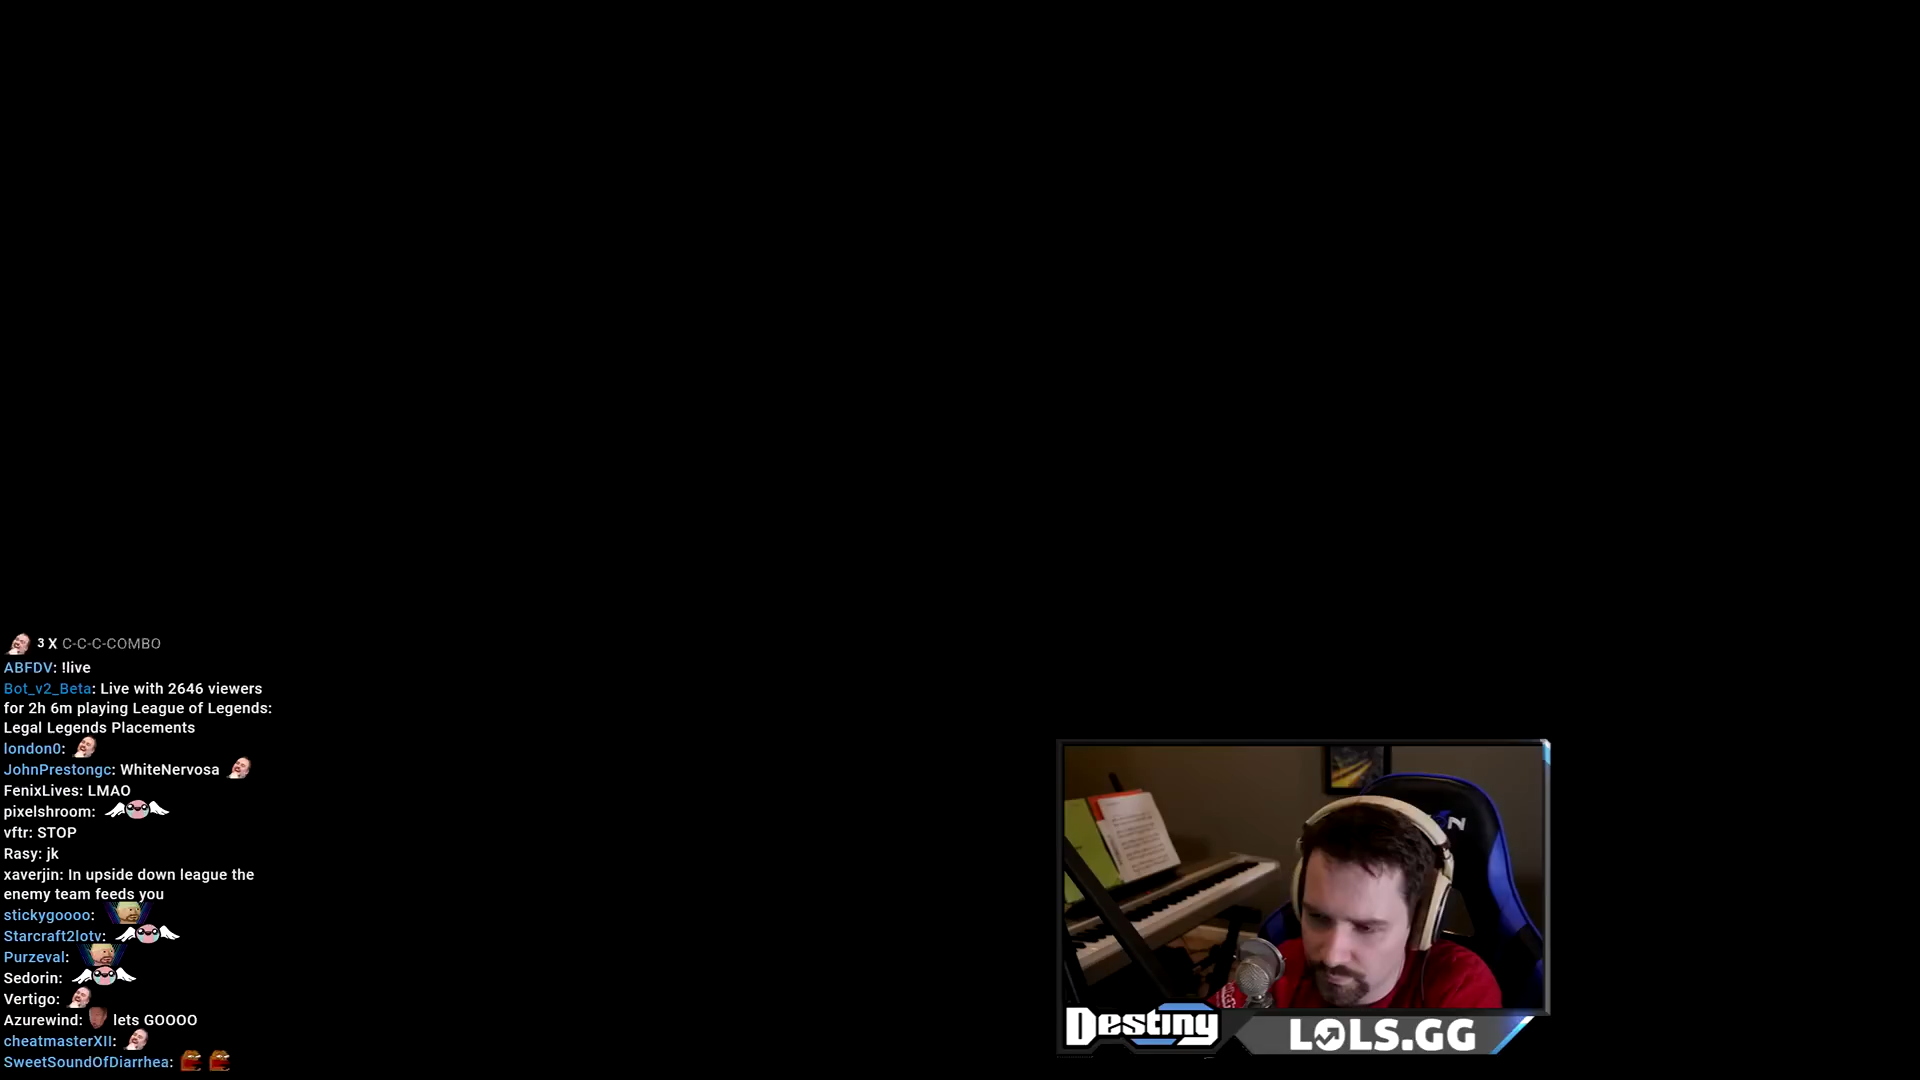 3 X C-C-C-COMBO
ABFDV: !live
Bot_v2_Beta: Live with 2646 viewers
for 2h 6m playing League of Legends:
Legal Legends Placements
london0:
JohnPrestongc: WhiteNervosa
FenixLives: LMAO
pixelshroom:
vftr: STOP
Rasy: jk
xaverjin: In upside down league the
enemy team feeds you
stickygoooo:
Starcraft2lotv:
Purzeval:
Sedorin:
Vertigo:
Azurewind: lets GOOOO
cheatmasterXII:
SweetSoundOfDiarrhea:
Destiny
LOLS.GG